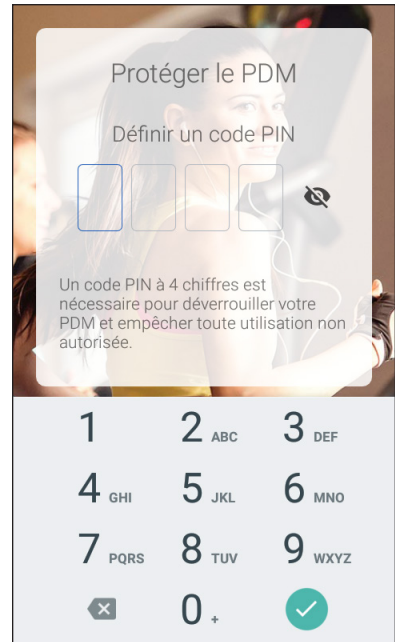 Protéger le PDM
Définir un code PIN
Un code PIN à 4 chiffres est
nécessaire pour déverrouiller votre
PDM et empêcher toute utilisation non
autorisée.
1 2 ABC 3 DEF
4 GHI 5 JKL 6 MNO
7 PQRS 8 TUV 9 WXYZ
0 +